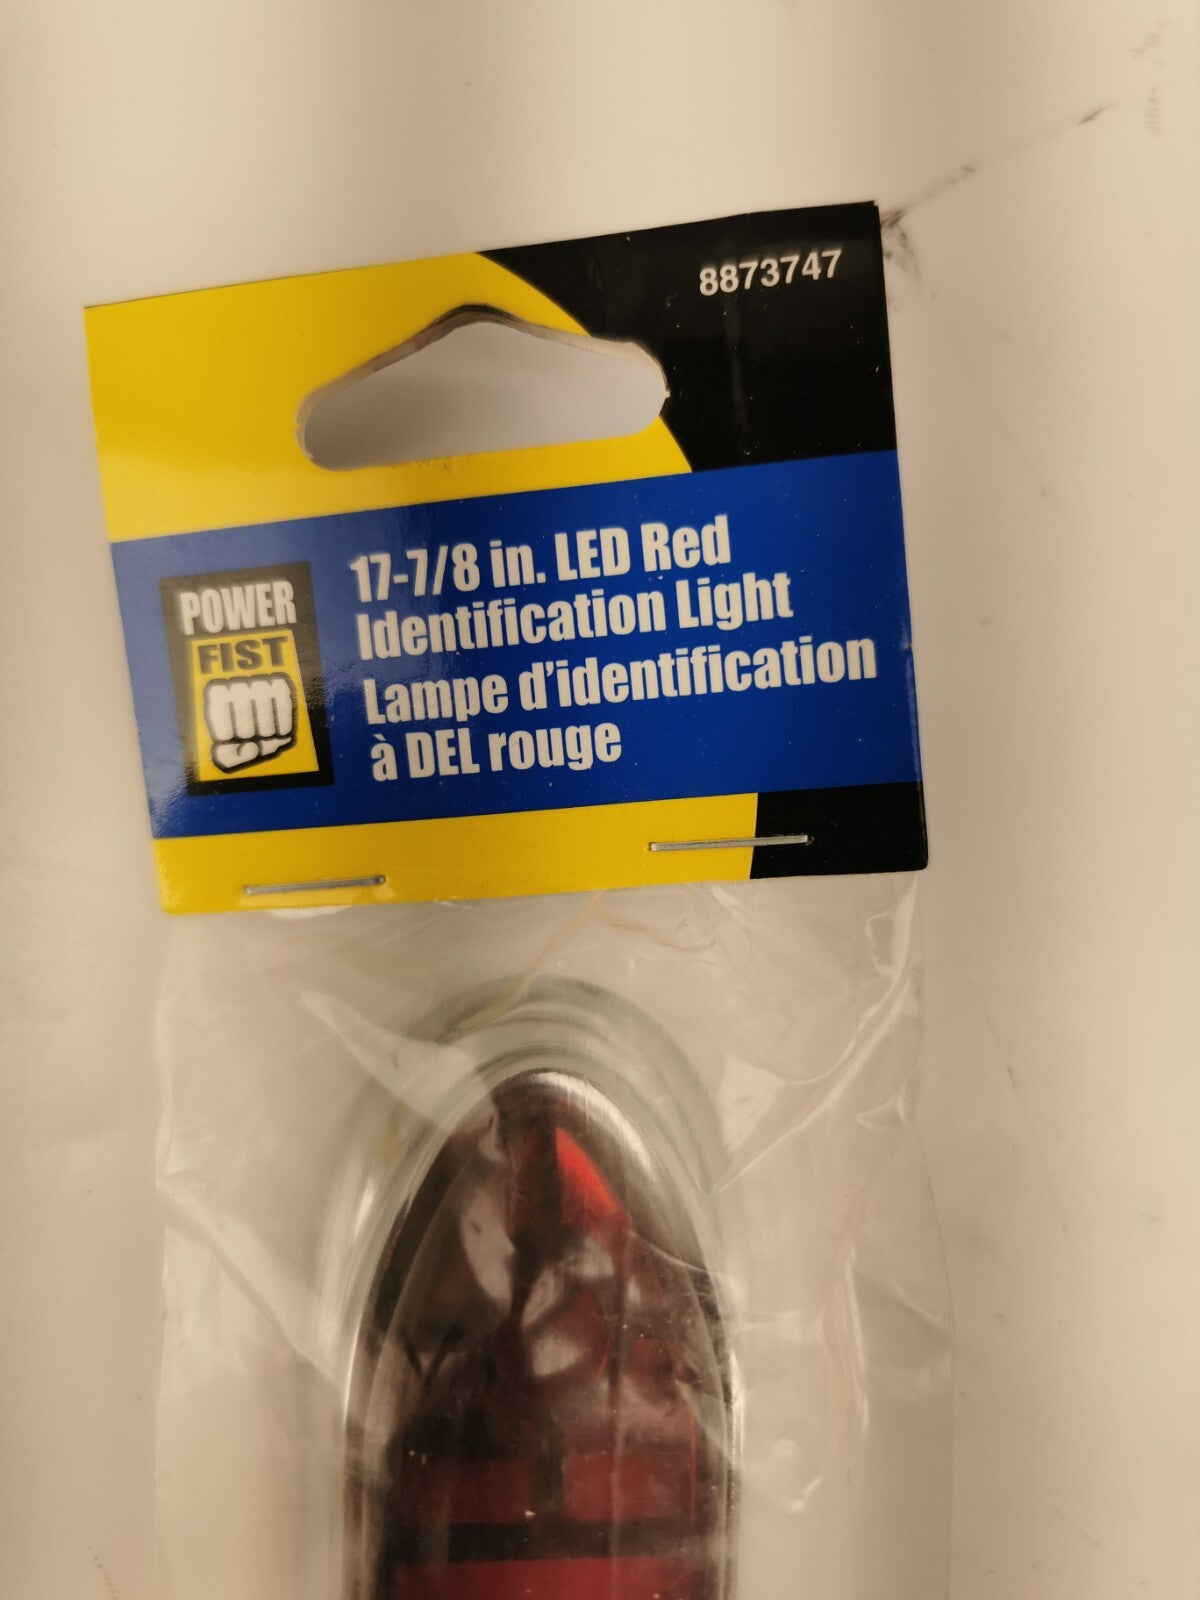 8873747
POWER
FIST
17-7/8 in. LED Red
Identification Light
Lampe d'identification
à DEL rouge